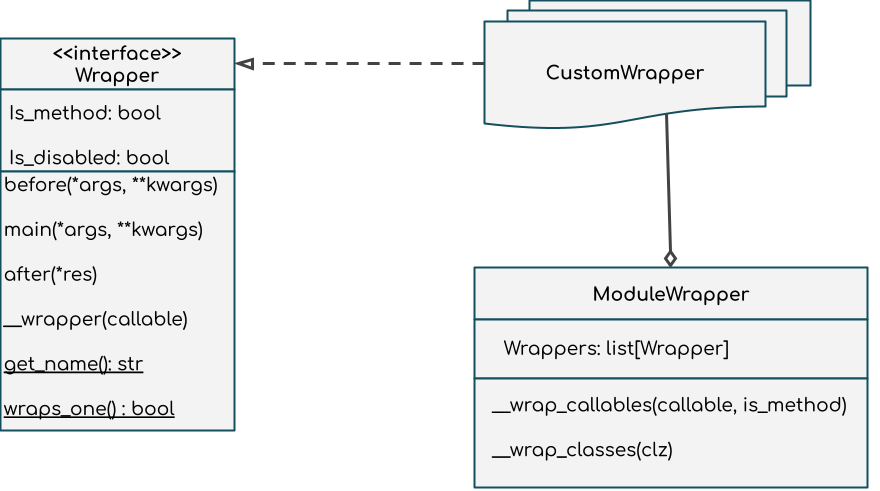 <<interface>>
Wrapper
Is_method: bool
Is_disabled: bool
before(*args, **kwargs)
main(*args, **kwargs)
after(*res)
__wrapper(callable)
get_name(): str
wraps_one() : bool
CustomWrapper
ModuleWrapper
Wrappers: list[Wrapper]
__wrap_callables(callable, is_method)
__wrap_classes(clz)